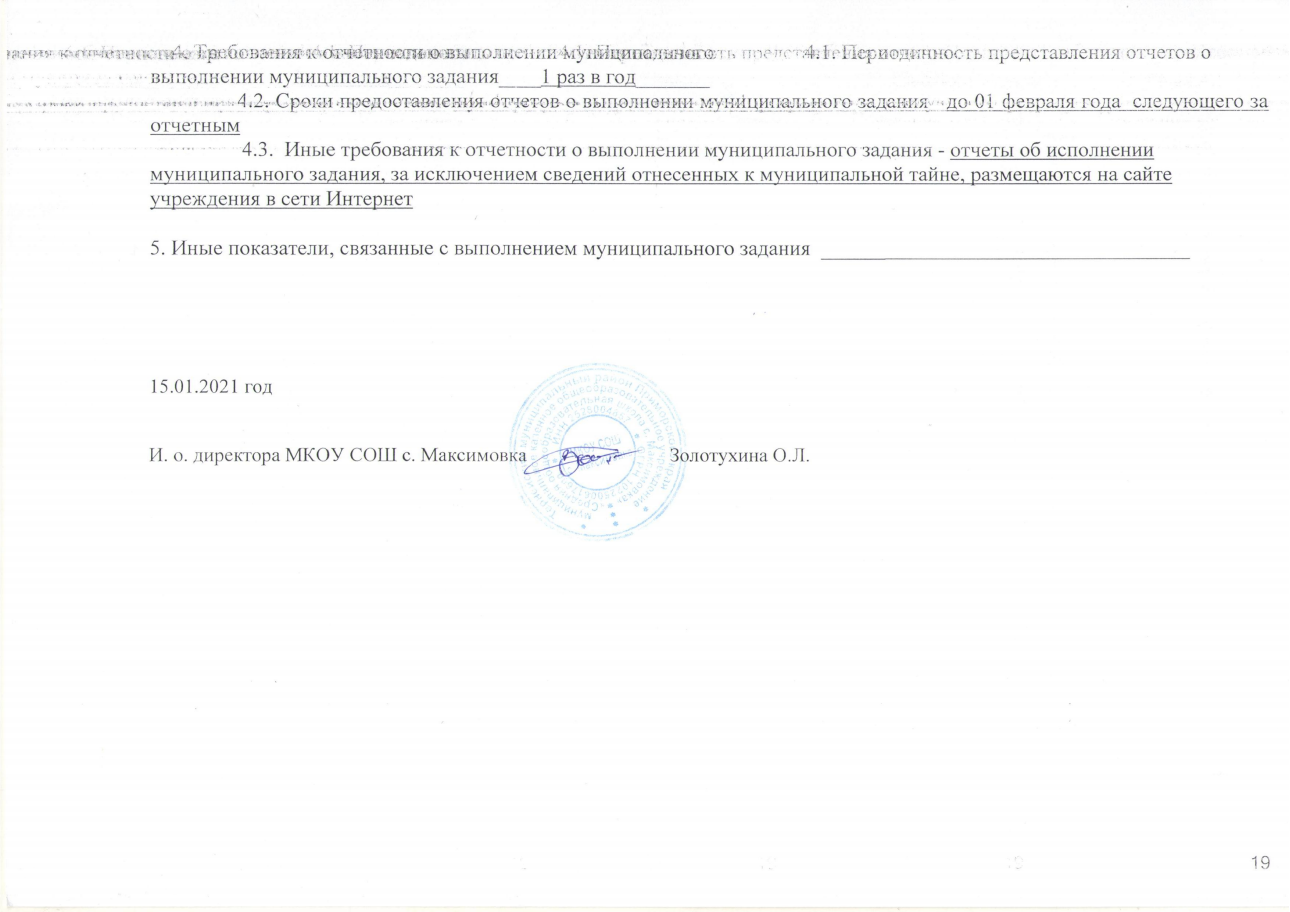 4. Требования к отчетности о выполнении муниципального 4.1. Периодичность представления отчетов о
выполнении муниципального задания ____1 раз в год_______
4.2. Сроки предоставления отчетов о выполнении муниципального задания - до 01 февраля года следующего за
отчетным
4.3. Иные требования к отчетности о выполнении муниципального задания - отчеты об исполнении
муниципального задания, за исключением сведений отнесенных к муниципальной тайне, размещаются на сайте
учреждения в сети Интернет
5. Иные показатели, связанные с выполнением муниципального задания ___________________________________
15.01.2021 год
И. о. директора МКОУ СОШ с. Максимовка
Золотухина О.Л.
19